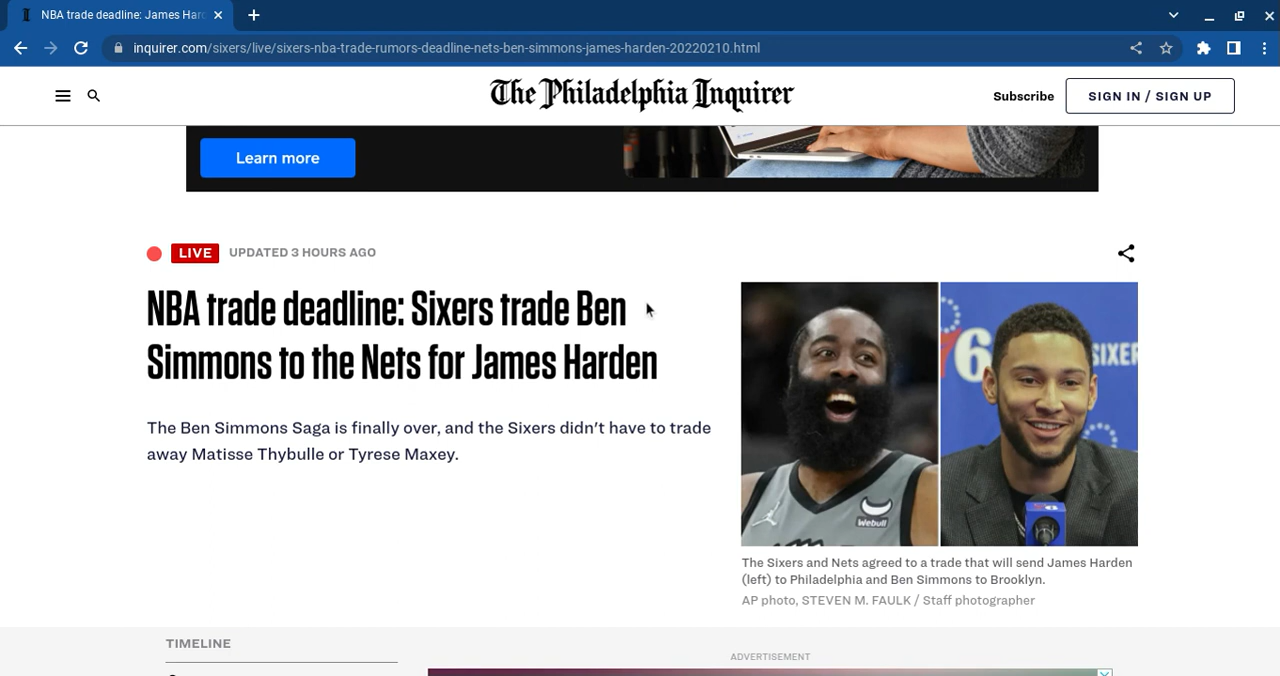 NBA trade deadline: James Har
inquirer.com/sixers/live/sixers-nba-trade-rumors-deadline-nets-ben-simmons-james-harden-20220210.html
The Philadelphia Inquirer
Subscribe
SIGN IN / SIGN UP
Learn more
LIVE
UPDATED 3 HOURS AGO
NBA trade deadline: Sixers trade Ben
Simmons to the Nets for James Harden
The Ben Simmons Saga is finally over, and the Sixers didn't have to trade
away Matisse Thybulle or Tyrese Maxey.
76
SIXER
Webull
The Sixers and Nets agreed to a trade that will send James Harden
(left) to Philadelphia and Ben Simmons to Brooklyn.
AP photo, STEVEN M. FAULK / Staff photographer
TIMELINE
ADVERTISEMENT